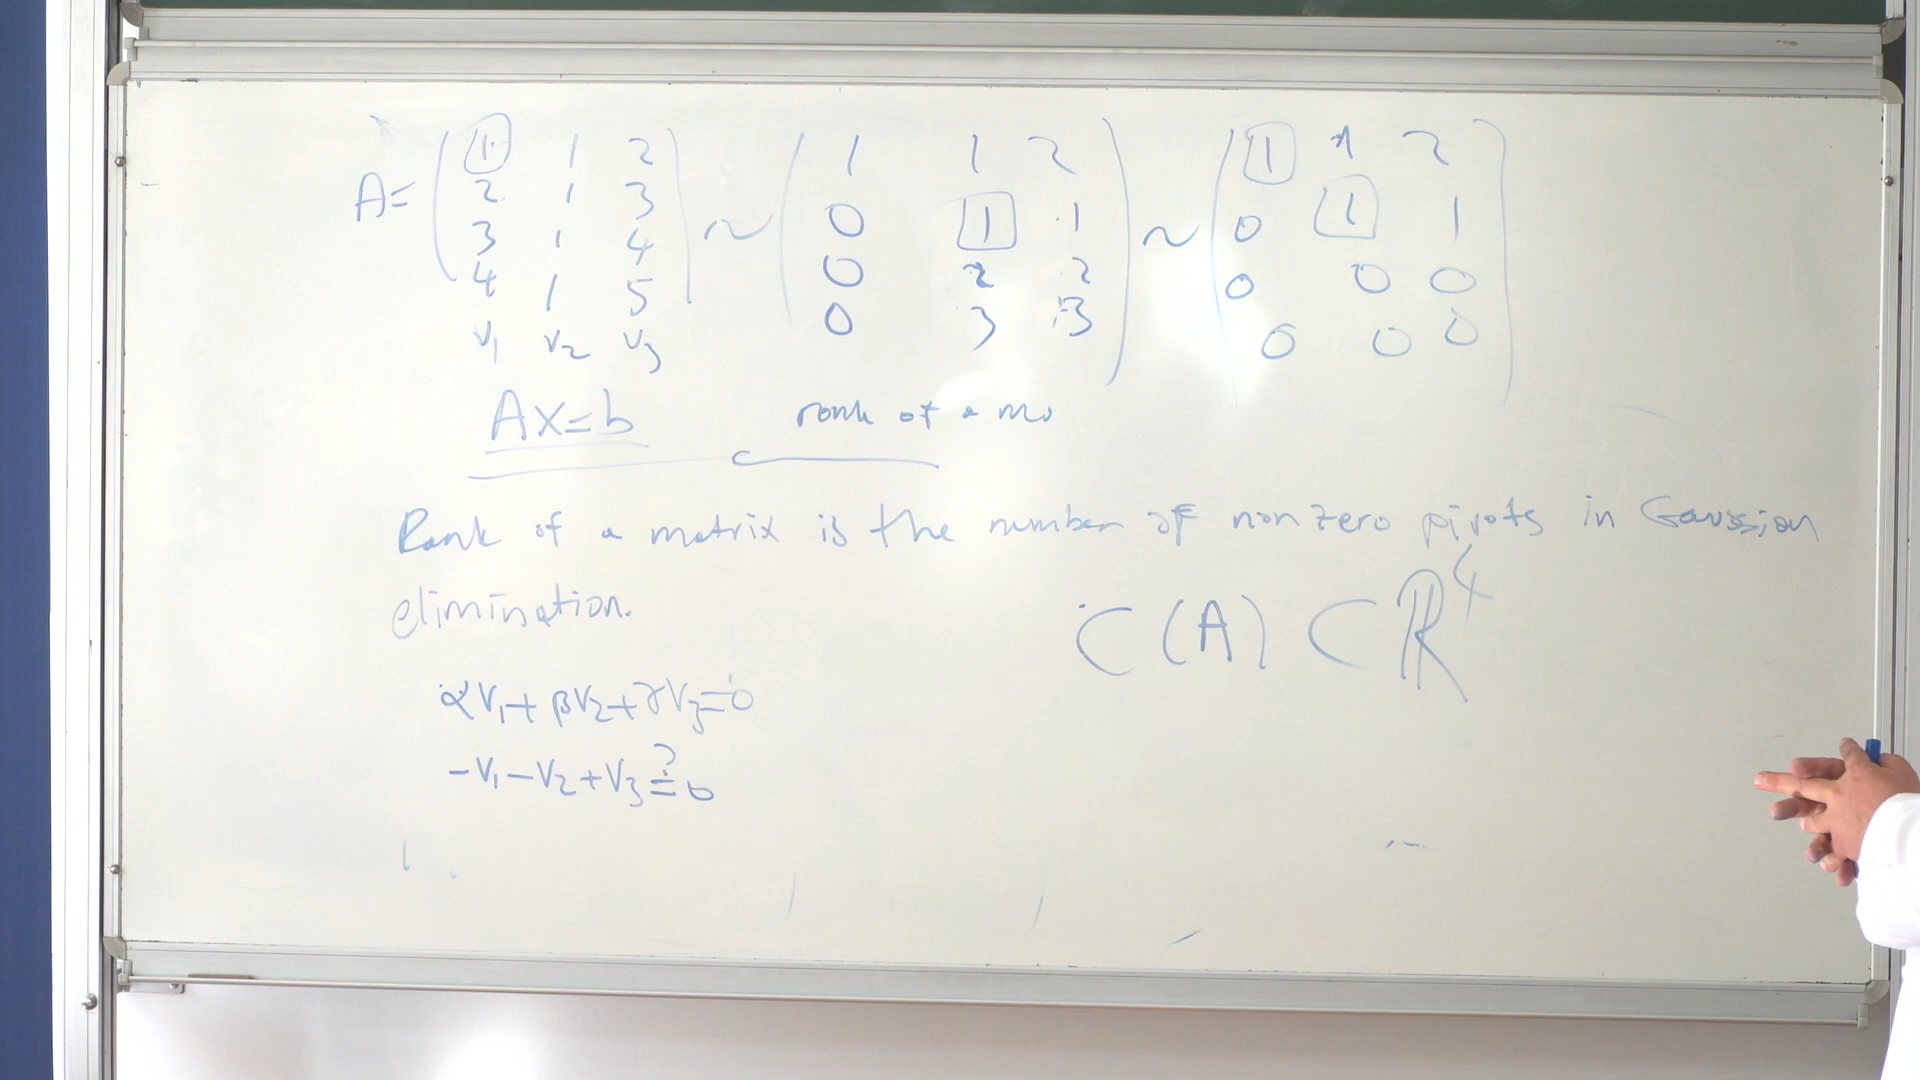 A= ( 1 1 2 ) ~ ( 1 1 2 ) ~ ( 1 1 2 )
2 1 3 0 1 1 0 1 1
3 1 4 0 2 2 0 0 0
4 1 5 0 3 3 0 0 0
v₁ v₂ v₃
Ax=b rank of a ma
Rank of a matrix is the number of non zero pivots in Gaussian
elimination.
C(A) ⊂ ℝ⁴
αv₁+ βv₂+γv₃=0
-v₁-v₂+v₃ ≟ 0